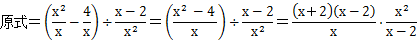 原式=(x²/x - 4/x) ÷ (x-2)/x² = (x²-4)/x ÷ (x-2)/x² = (x+2)(x-2)/x · x²/(x-2)